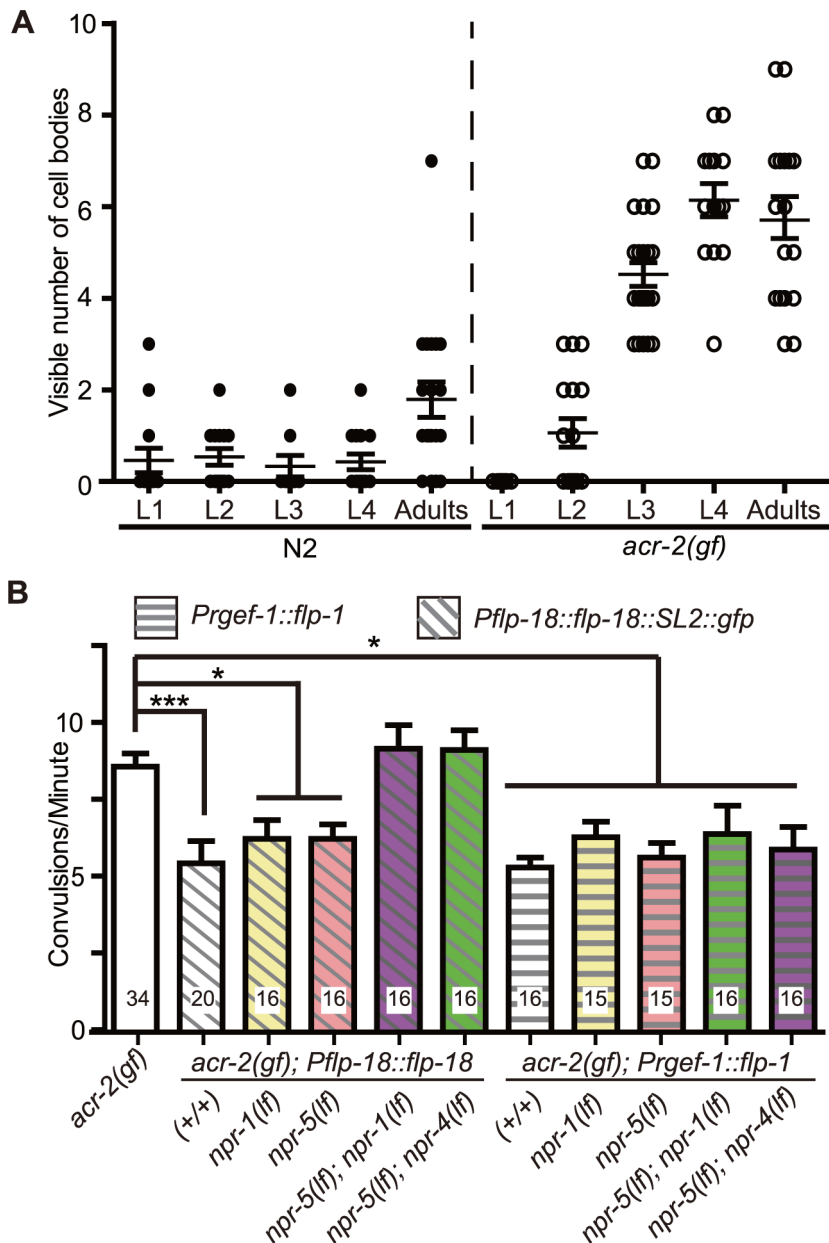 A
Visible number of cell bodies
10
8
6
4
2
0
L1 L2 L3 L4 Adults L1 L2 L3 L4 Adults
N2 acr-2(gf)
B
Prgef-1::flp-1 Pflp-18::flp-18::SL2::gfp
*
*
***
Convulsions/Minute
10
5
0
34 20 16 16 16 16 16 15 15 16 16
acr-2(gf)
acr-2(gf); Pflp-18::flp-18 acr-2(gf); Prgef-1::flp-1
(+/+)
npr-1(lf)
npr-5(lf)
npr-5(lf); npr-1(lf)
npr-5(lf); npr-4(lf)
(+/+)
npr-1(lf)
npr-5(lf)
npr-5(lf); npr-1(lf)
npr-5(lf); npr-4(lf)